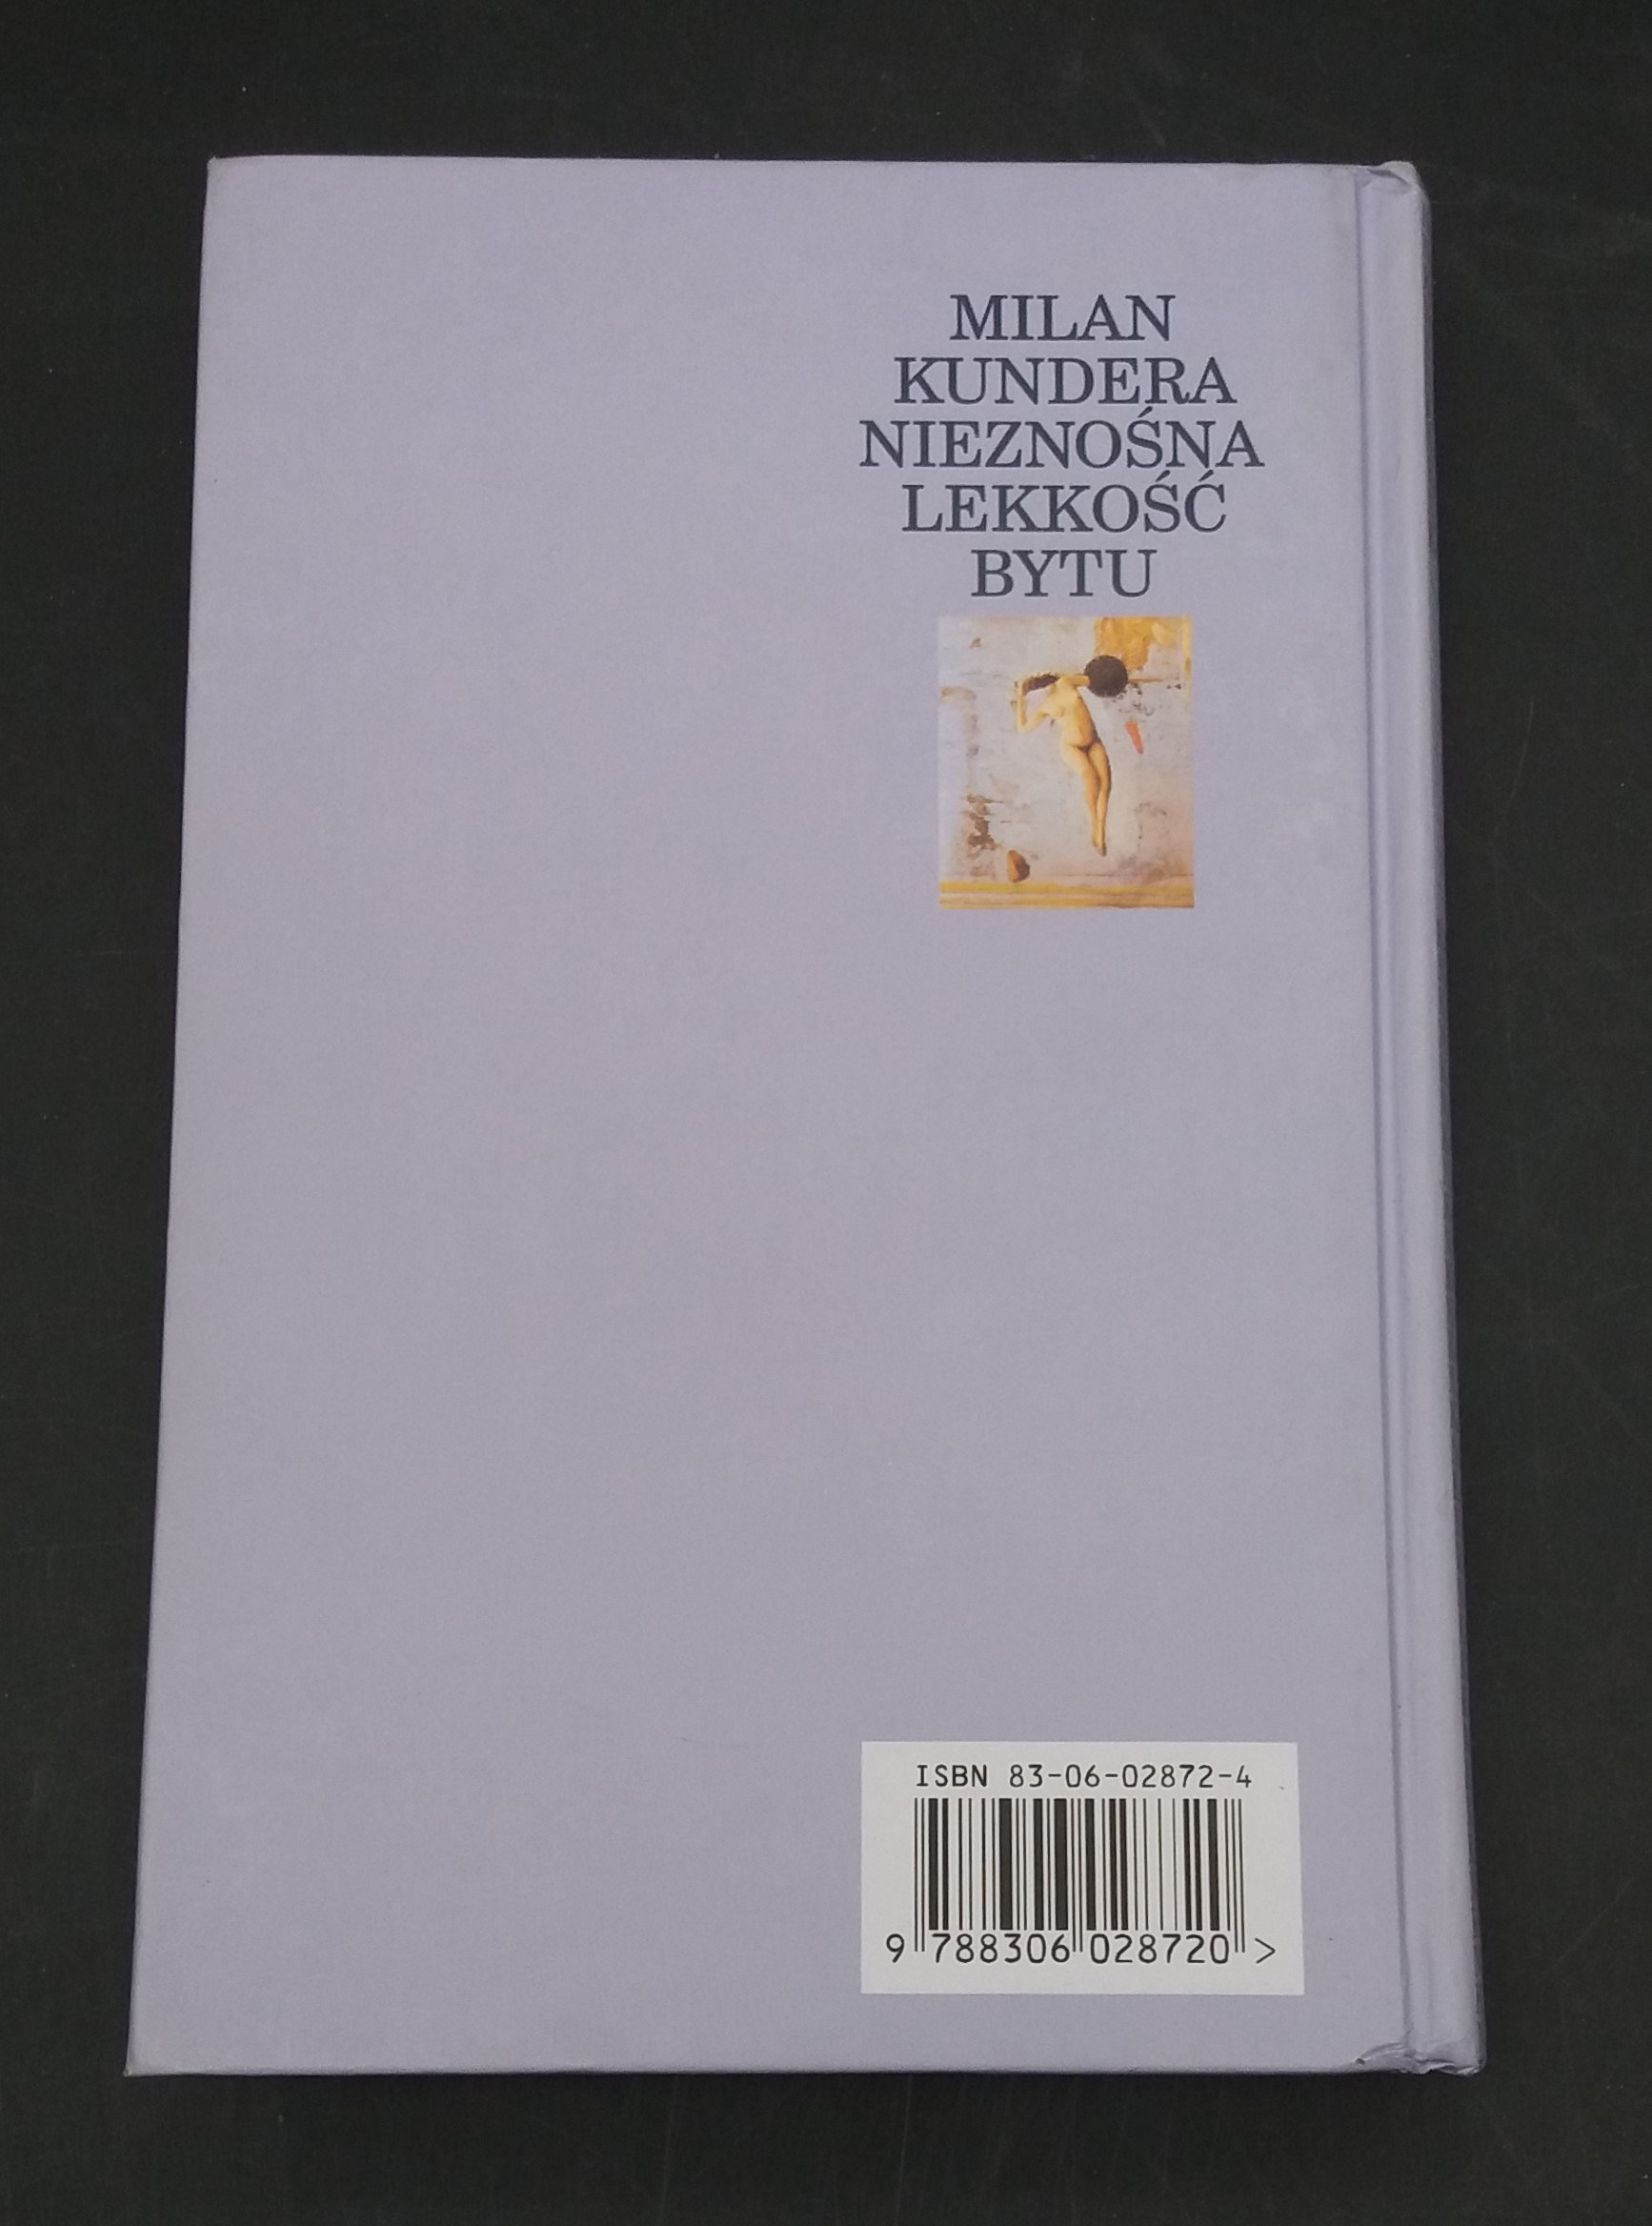 MILAN
KUNDERA
NIEZNOŚNA
LEKKOŚĆ
BYTU
ISBN 83-06-02872-4
9 788306 028720 >